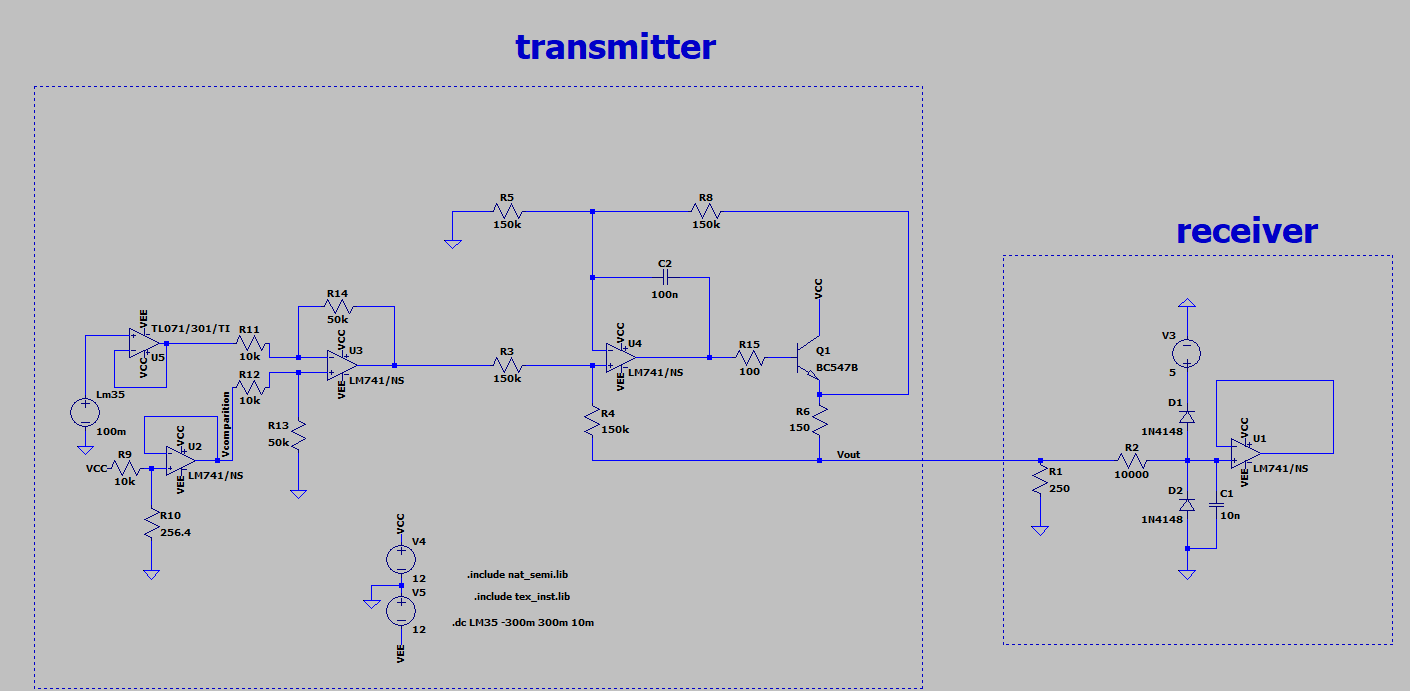 transmitter
receiver
R5
150k
R8
150k
C2
100n
VCC
R14
50k
VCC
U3
VEE
LM741/NS
VEE
TL071/301/TI
VCC
U5
R11
10k
R12
10k
R3
150k
VCC
U4
VEE
LM741/NS
R15
100
Q1
BC547B
Lm35
100m
Vcomparition
R13
50k
R4
150k
R6
150
VCC
R9
10k
VCC
U2
VEE
LM741/NS
R10
256.4
Vout
V3
5
D1
1N4148
R1
250
R2
10000
D2
1N4148
C1
10n
VCC
U1
VEE
LM741/NS
VCC
V4
12
V5
12
VEE
.include nat_semi.lib
.include tex_inst.lib
.dc LM35 -300m 300m 10m